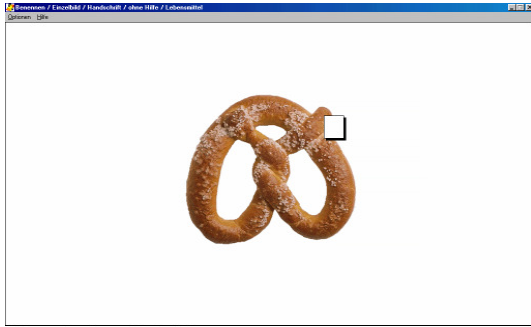 Benennen / Einzelbild / Handschrift / ohne Hilfe / Lebensmittel
Optionen Hilfe